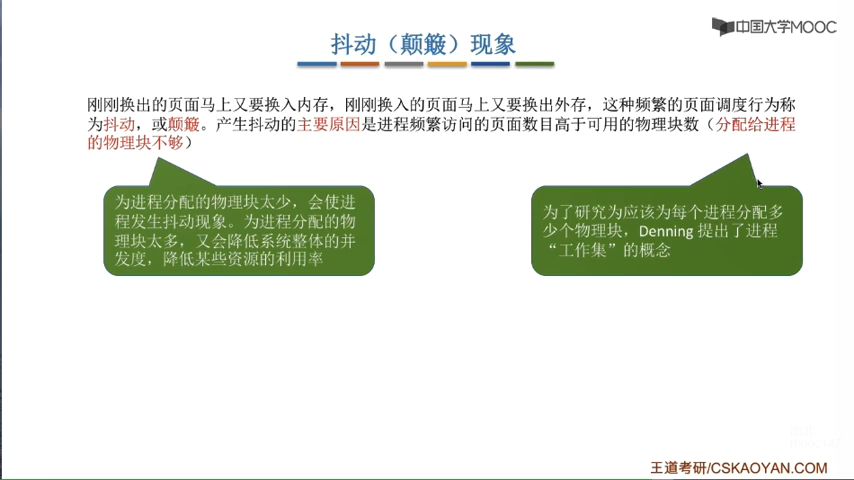 中国大学MOOC
抖动（颠簸）现象
刚刚换出的页面马上又要换入内存，刚刚换入的页面马上又要换出外存，这种频繁的页面调度行为称
为抖动，或颠簸。产生抖动的主要原因是进程频繁访问的页面数目高于可用的物理块数（分配给进程
的物理块不够）
为进程分配的物理块太少，会使进
程发生抖动现象。为进程分配的物
理块太多，又会降低系统整体的并
发度，降低某些资源的利用率
为了研究为应该为每个进程分配多
少个物理块，Denning 提出了进程
“工作集”的概念
王道考研/CSKAOYAN.COM